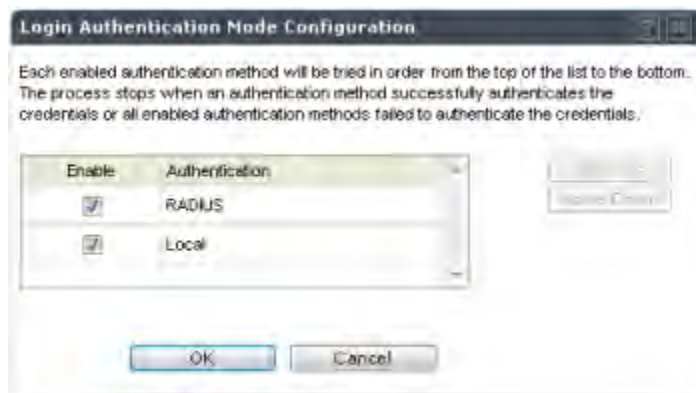 Login Authentication Mode Configuration
Each enabled authentication method will be tried in order from the top of the list to the bottom.
The process stops when an authentication method successfully authenticates the
credentials or all enabled authentication methods failed to authenticate the credentials.
Enable Authentication
RADIUS
Local
Move Down
OK Cancel